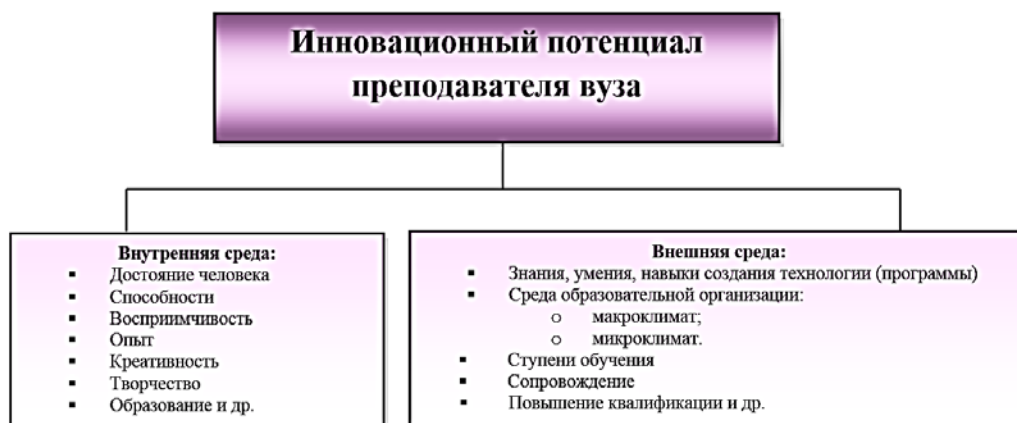 Инновационный потенциал
преподавателя вуза
Внутренняя среда:
▪ Достояние человека
▪ Способности
▪ Восприимчивость
▪ Опыт
▪ Креативность
▪ Творчество
▪ Образование и др.
Внешняя среда:
▪ Знания, умения, навыки создания технологии (программы)
▪ Среда образовательной организации:
o макроклимат;
o микроклимат.
▪ Ступени обучения
▪ Сопровождение
▪ Повышение квалификации и др.